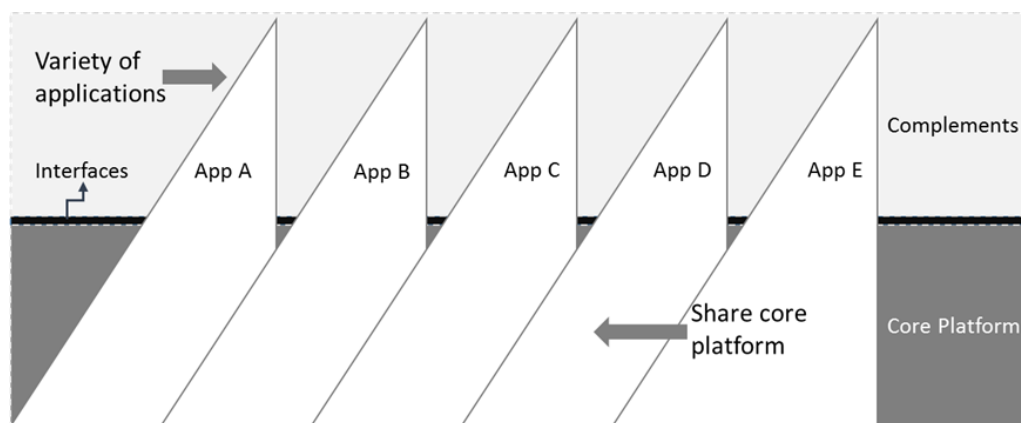 Variety of
applications
Interfaces
App A
App B
App C
App D
App E
Complements
Share core
platform
Core Platform